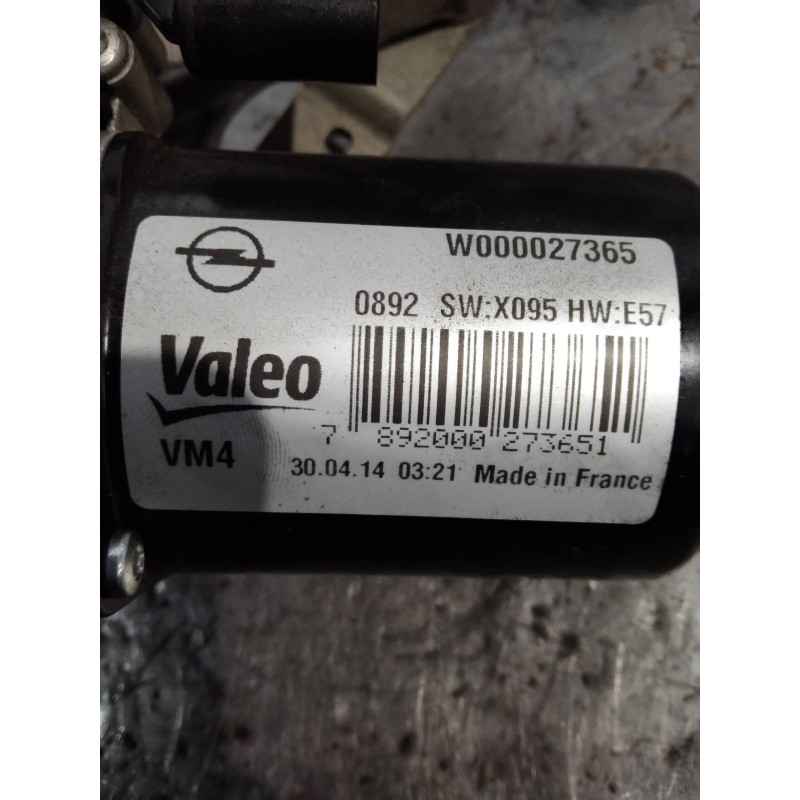 W000027365
0892 SW:X095 HW:E57
Valeo
7 892000 273651
VM4
30.04.14 03:21 Made in France